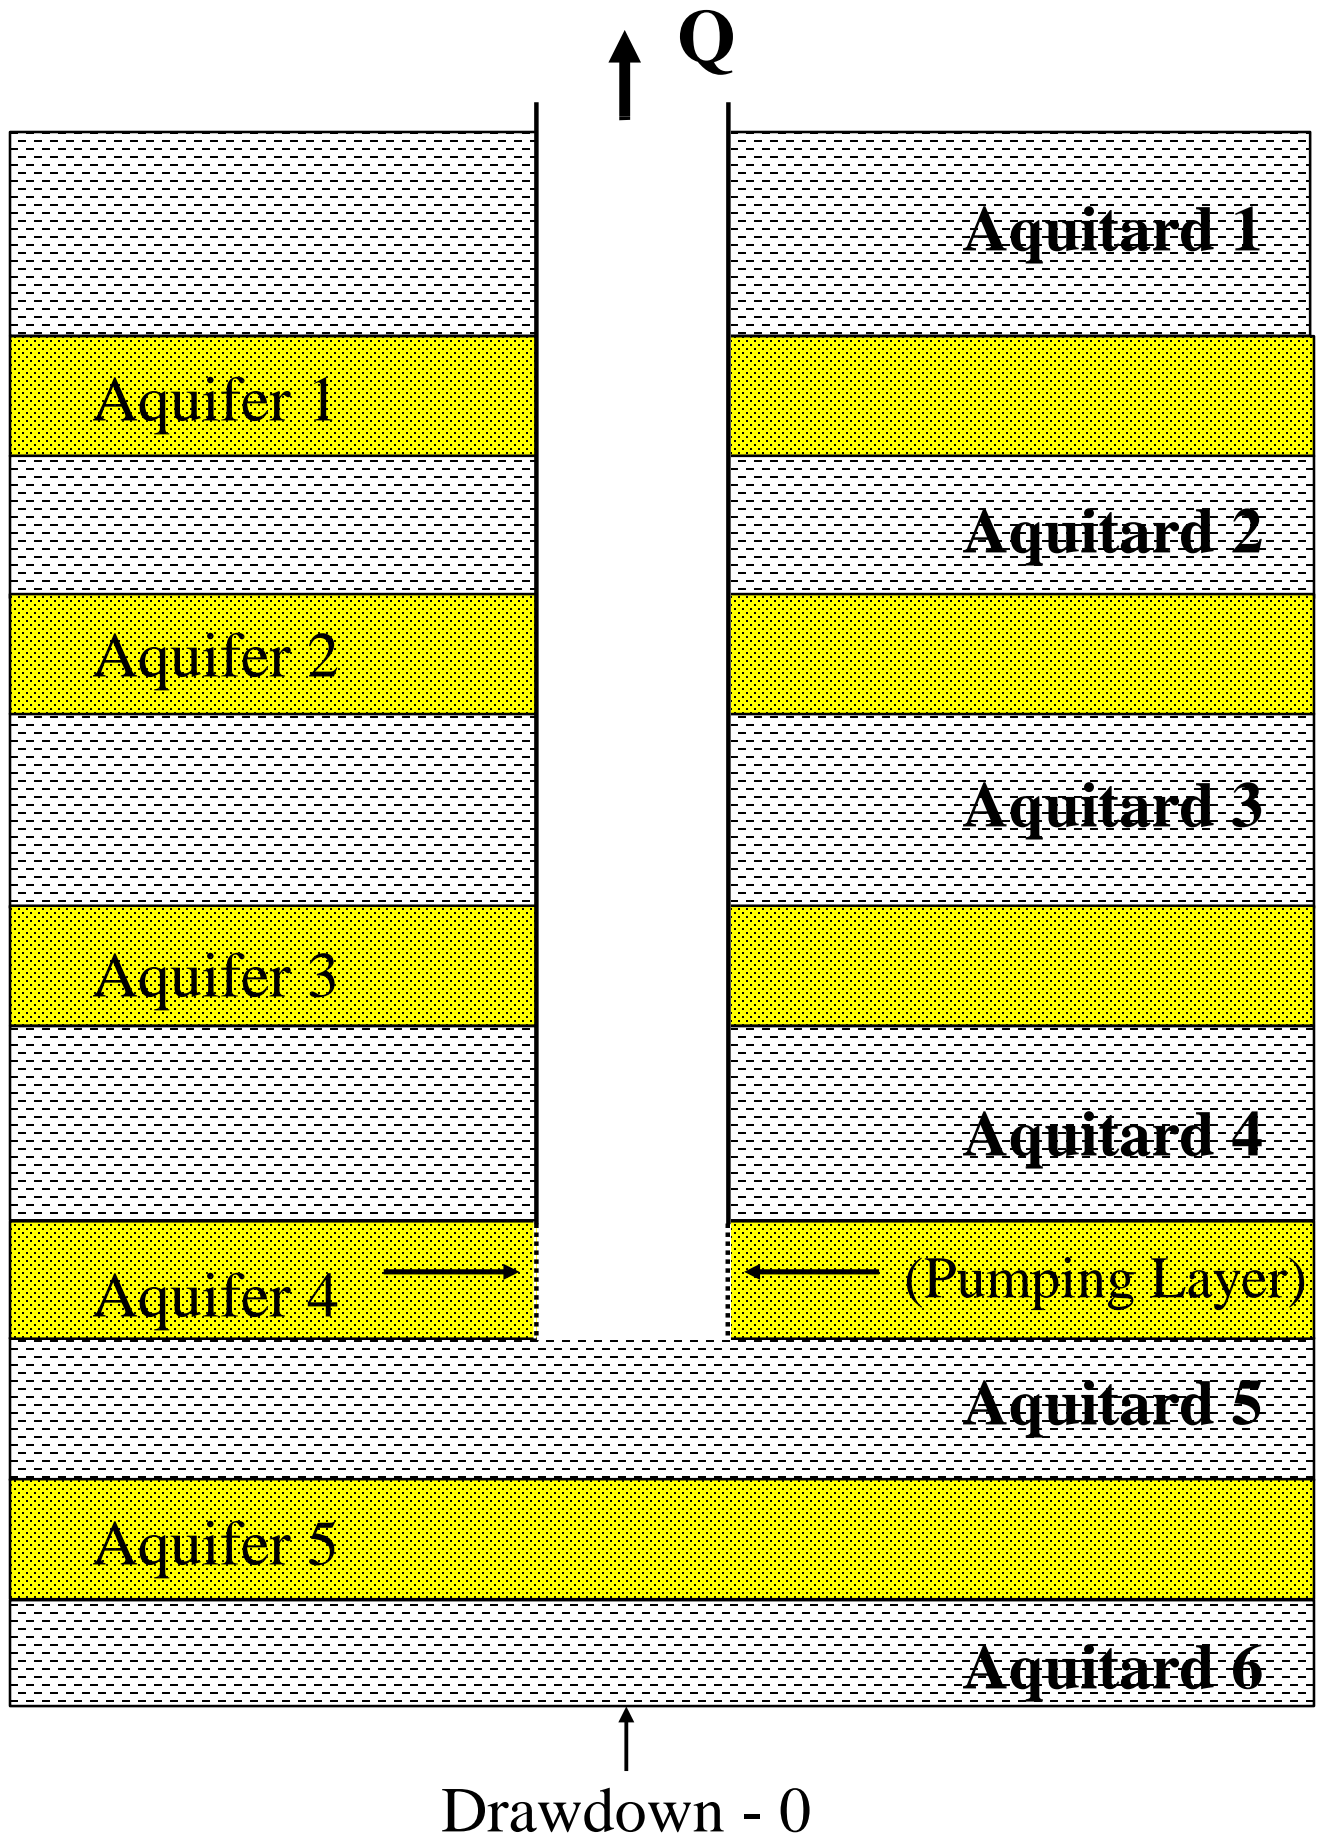 Q
Aquitard 1
Aquifer 1
Aquitard 2
Aquifer 2
Aquitard 3
Aquifer 3
Aquitard 4
Aquifer 4
(Pumping Layer)
Aquitard 5
Aquifer 5
Aquitard 6
Drawdown - 0